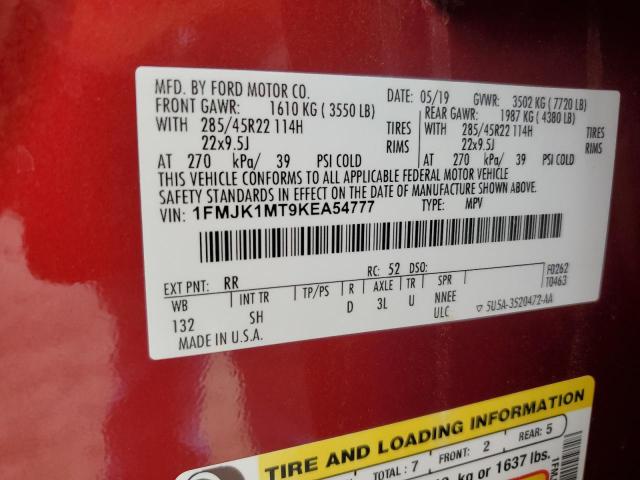 MFD. BY FORD MOTOR CO.
DATE: 05/19 GVWR: 3502 KG ( 7720 LB)
FRONT GAWR: 1610 KG ( 3550 LB) REAR GAWR: 1987 KG ( 4380 LB)
WITH 285/45R22 114H TIRES WITH 285/45R22 114H TIRES
22x9.5J RIMS 22x9.5J RIMS
AT 270 kPa/ 39 PSI COLD AT 270 kPa/ 39 PSI COLD
THIS VEHICLE CONFORMS TO ALL APPLICABLE FEDERAL MOTOR VEHICLE
SAFETY STANDARDS IN EFFECT ON THE DATE OF MANUFACTURE SHOWN ABOVE.
VIN: 1FMJK1MT9KEA54777 TYPE: MPV
EXT PNT: RR RC: 52 DSO: F0262
WB INT TR TP/PS R AXLE TR SPR T0463
132 SH D 3L U NNEE
ULC
MADE IN U.S.A. 5U5A-3520472-AA
TIRE AND LOADING INFORMATION
TOTAL : 7 FRONT: 2 REAR: 5
kg or 1637 lbs.